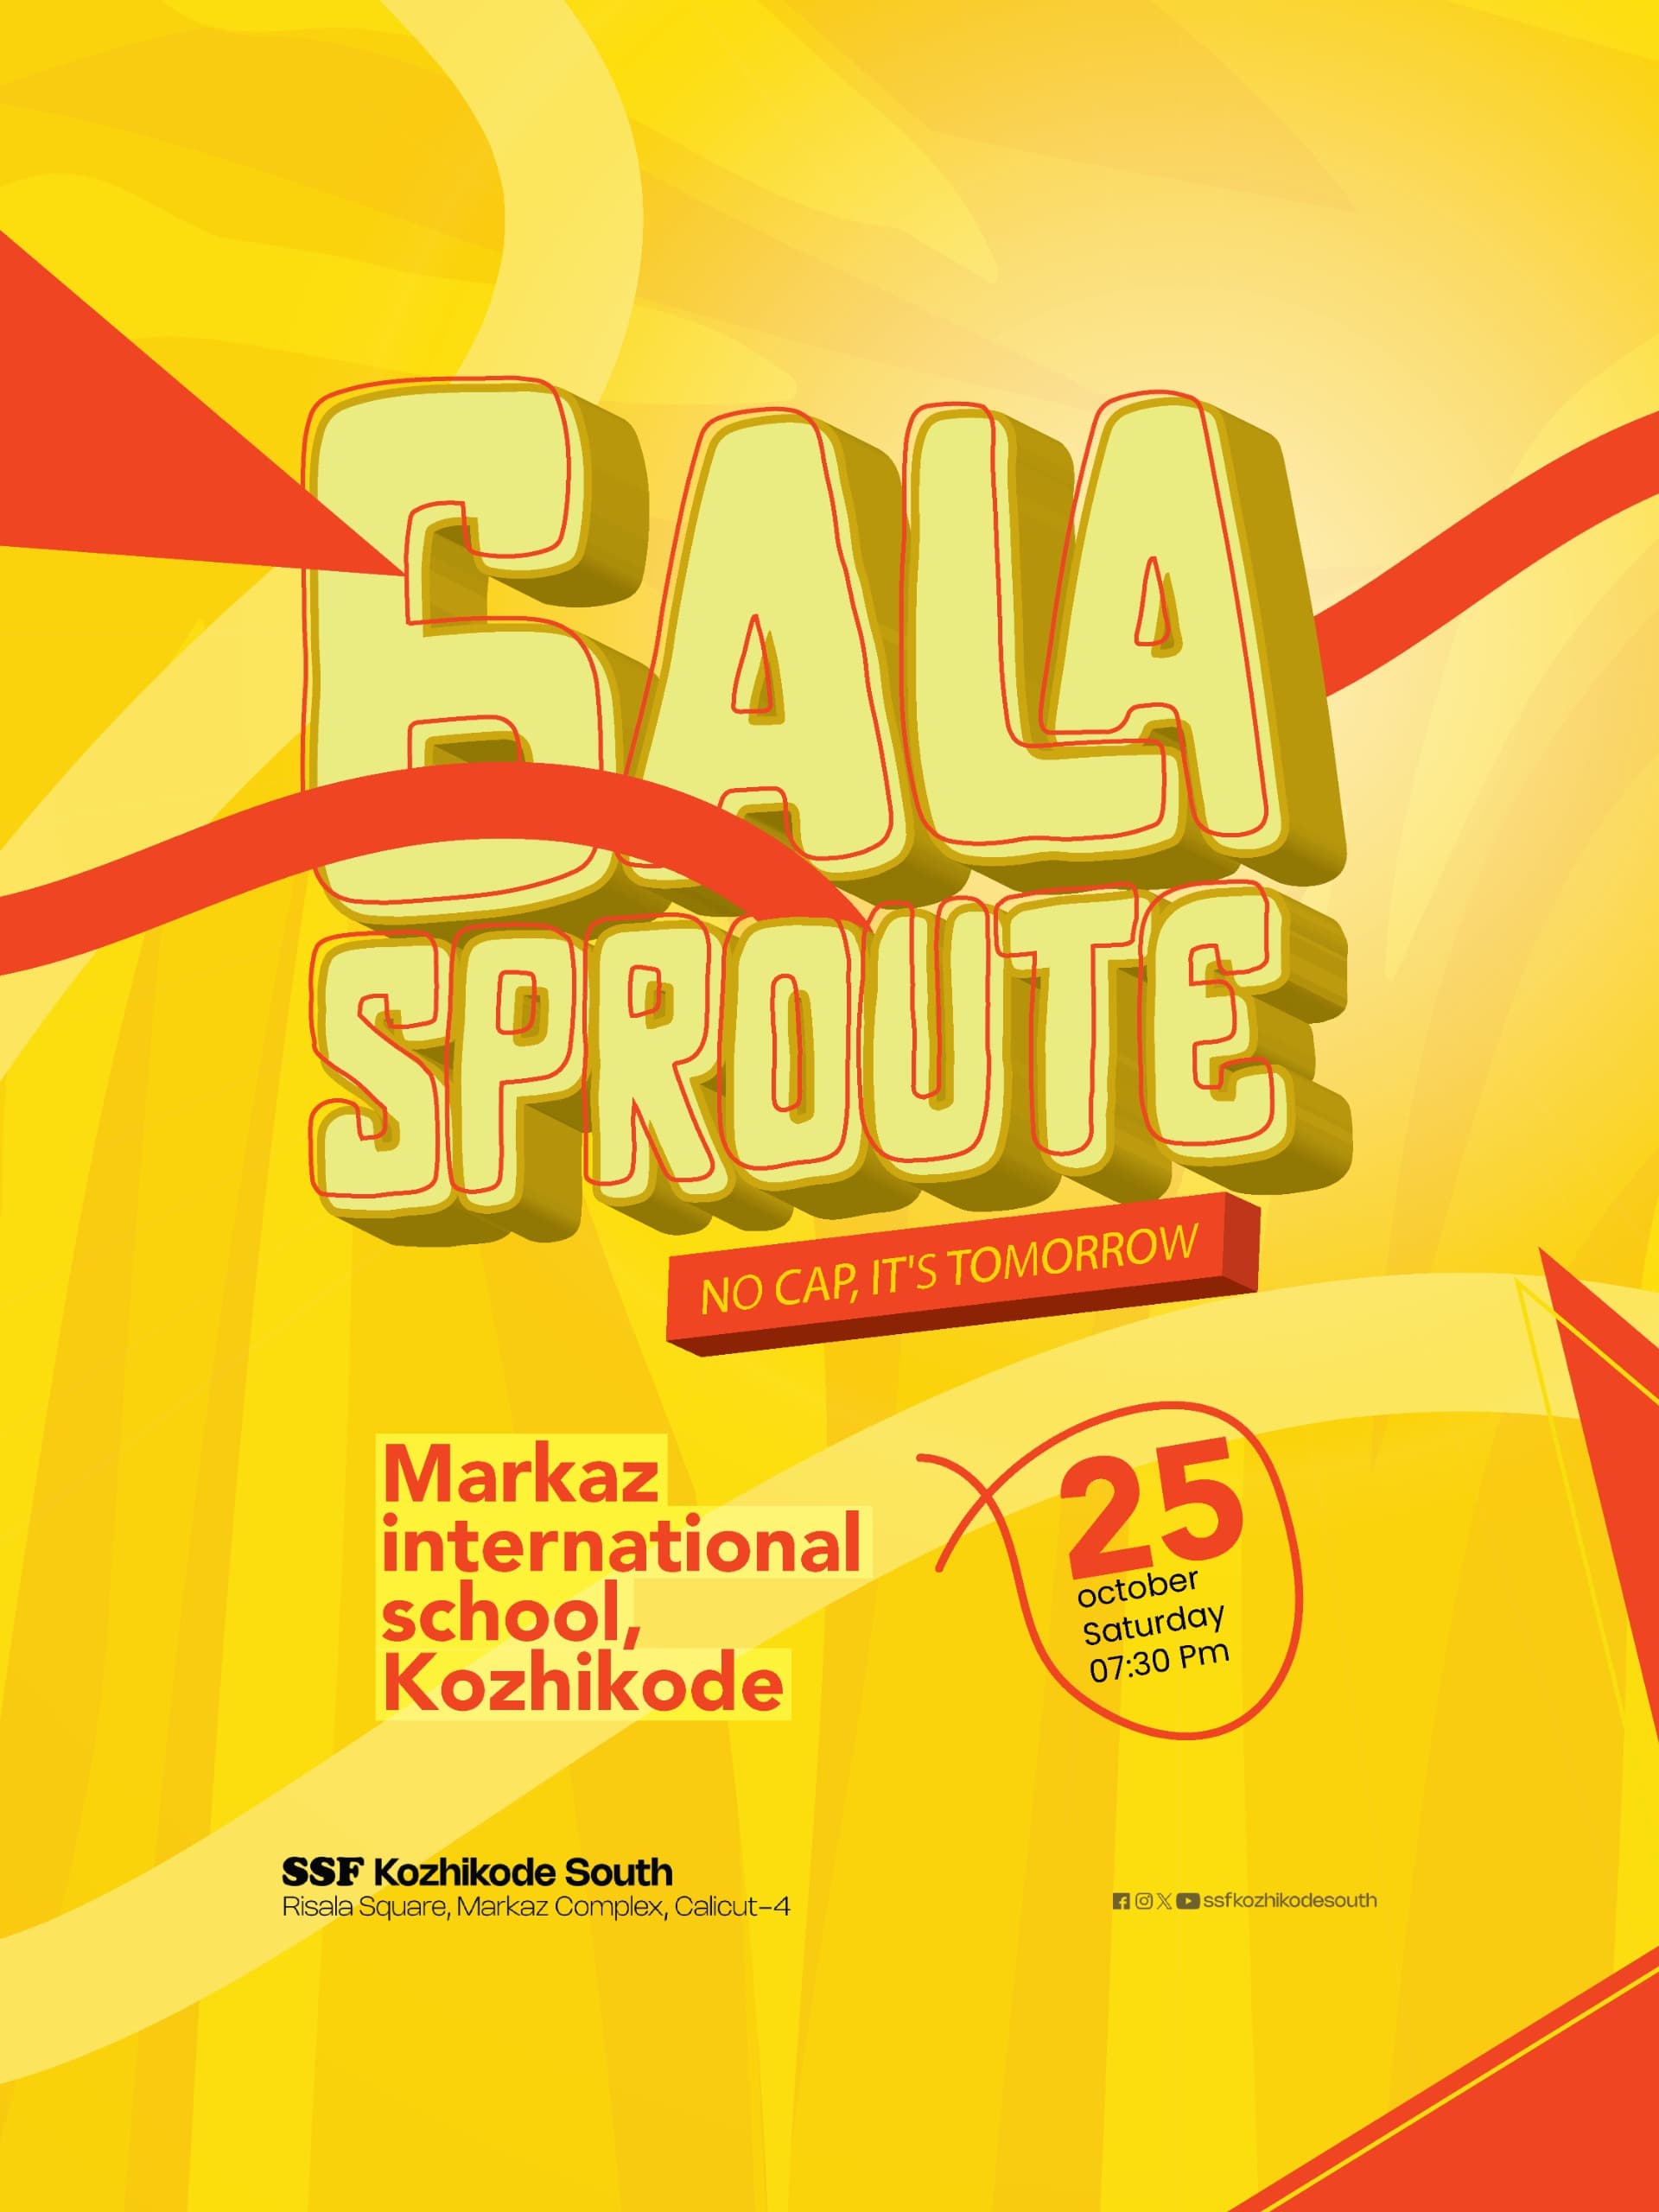 GALA
SPROUTE
NO CAP, IT'S TOMORROW
Markaz
international
school,
Kozhikode
25
october
Saturday
07:30 Pm
SSF Kozhikode South
Risala Square, Markaz Complex, Calicut-4
ssfkozhikodesouth